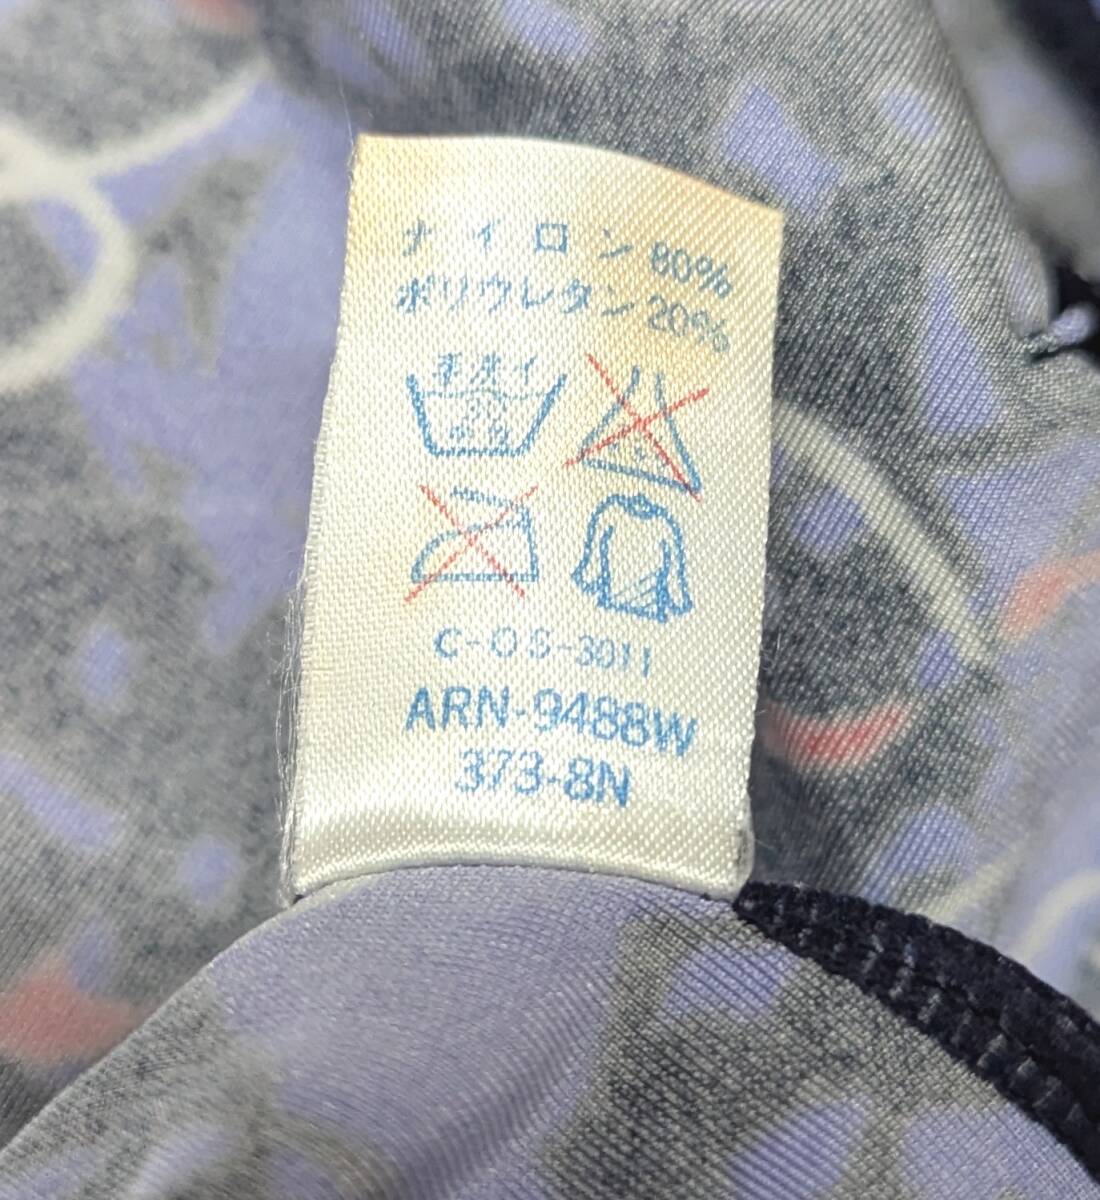 ナイロン 80%
ポリウレタン 20%
手洗イ
30
C-OS-3011
ARN-9488W
373-8N